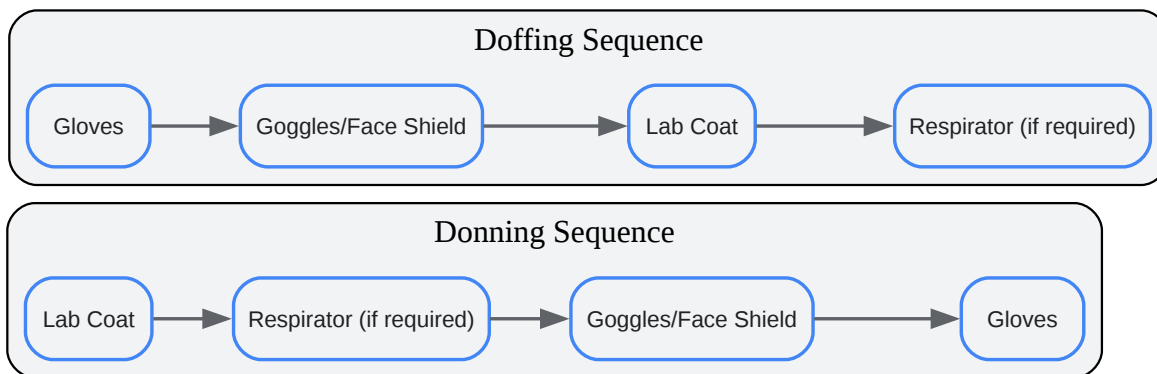 Doffing Sequence
Gloves
Goggles/Face Shield
Lab Coat
Respirator (if required)
Donning Sequence
Lab Coat
Respirator (if required)
Goggles/Face Shield
Gloves